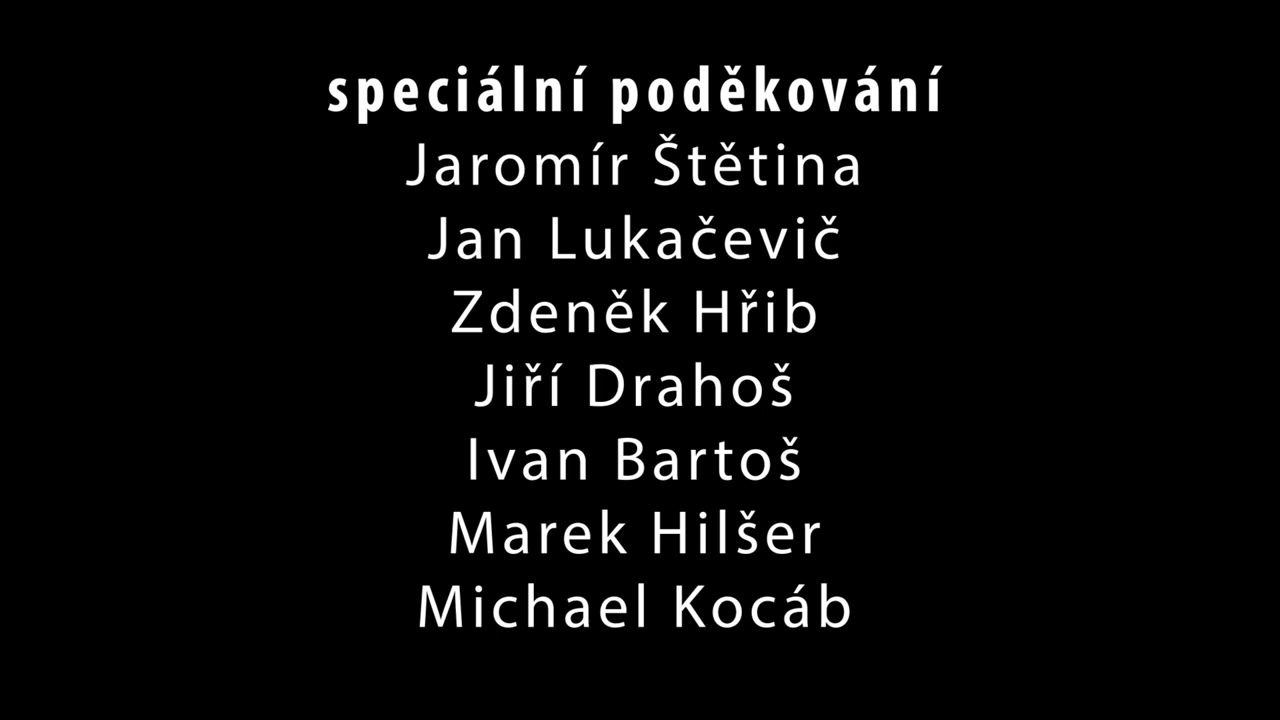 speciální poděkování
Jaromír Štětina
Jan Lukačevič
Zdeněk Hřib
Jiří Drahoš
Ivan Bartoš
Marek Hilšer
Michael Kocáb